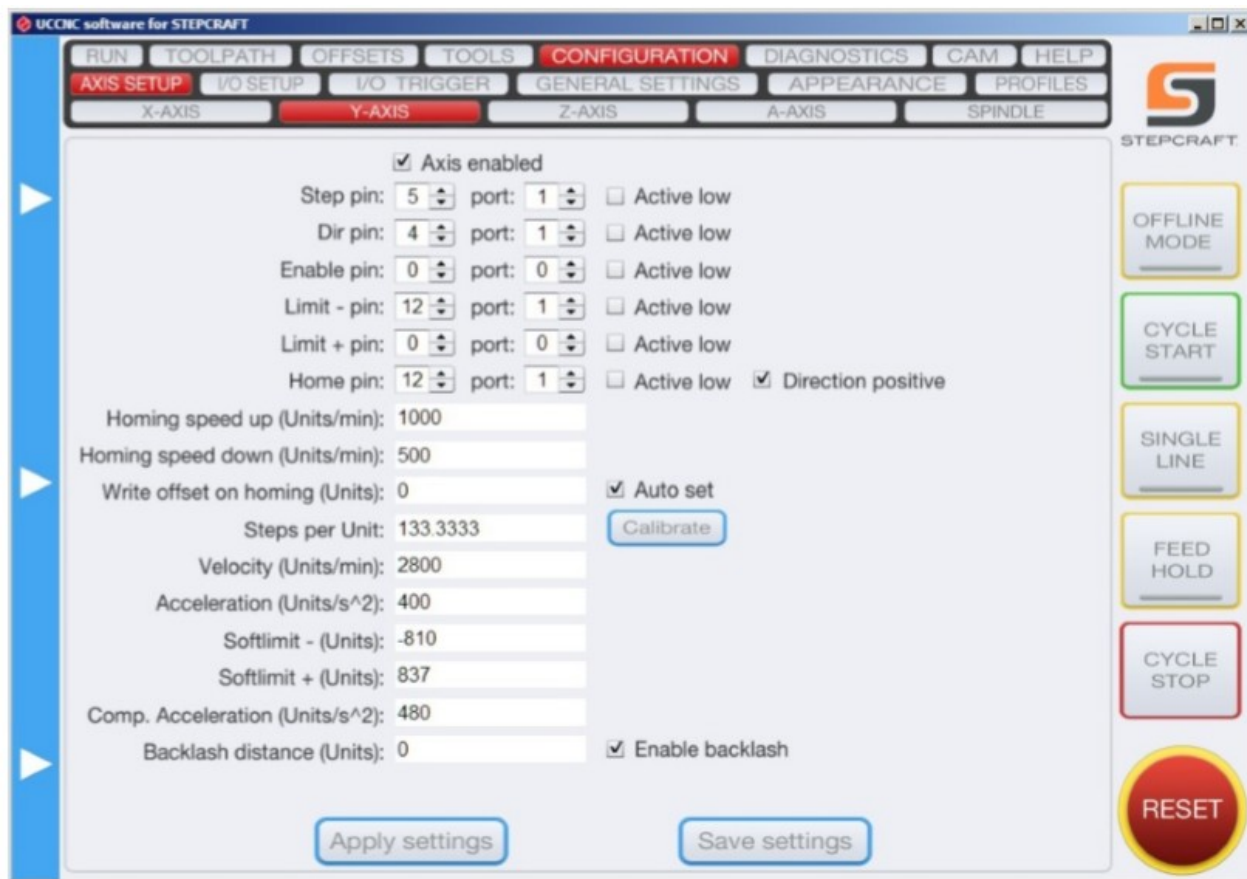 UCCNC software for STEPCRAFT
RUN TOOLPATH OFFSETS TOOLS CONFIGURATION DIAGNOSTICS CAM HELP
AXIS SETUP I/O SETUP I/O TRIGGER GENERAL SETTINGS APPEARANCE PROFILES
X-AXIS Y-AXIS Z-AXIS A-AXIS SPINDLE
STEPCRAFT
Axis enabled
Step pin: 5 port: 1 Active low
Dir pin: 4 port: 1 Active low
Enable pin: 0 port: 0 Active low
Limit - pin: 12 port: 1 Active low
Limit + pin: 0 port: 0 Active low
Home pin: 12 port: 1 Active low Direction positive
Homing speed up (Units/min): 1000
Homing speed down (Units/min): 500
Write offset on homing (Units): 0 Auto set
Steps per Unit: 133.3333 Calibrate
Velocity (Units/min): 2800
Acceleration (Units/s^2): 400
Softlimit - (Units): -810
Softlimit + (Units): 837
Comp. Acceleration (Units/s^2): 480
Backlash distance (Units): 0 Enable backlash
Apply settings Save settings
OFFLINE
MODE
CYCLE
START
SINGLE
LINE
FEED
HOLD
CYCLE
STOP
RESET